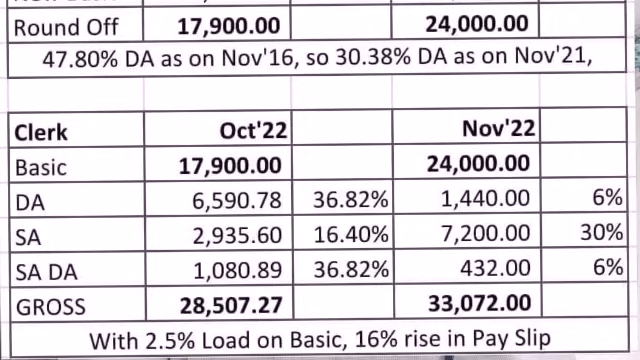 Round Off 17,900.00 24,000.00
47.80% DA as on Nov'16, so 30.38% DA as on Nov'21,
Clerk Oct'22 Nov'22
Basic 17,900.00 24,000.00
DA 6,590.78 36.82% 1,440.00 6%
SA 2,935.60 16.40% 7,200.00 30%
SA DA 1,080.89 36.82% 432.00 6%
GROSS 28,507.27 33,072.00
With 2.5% Load on Basic, 16% rise in Pay Slip